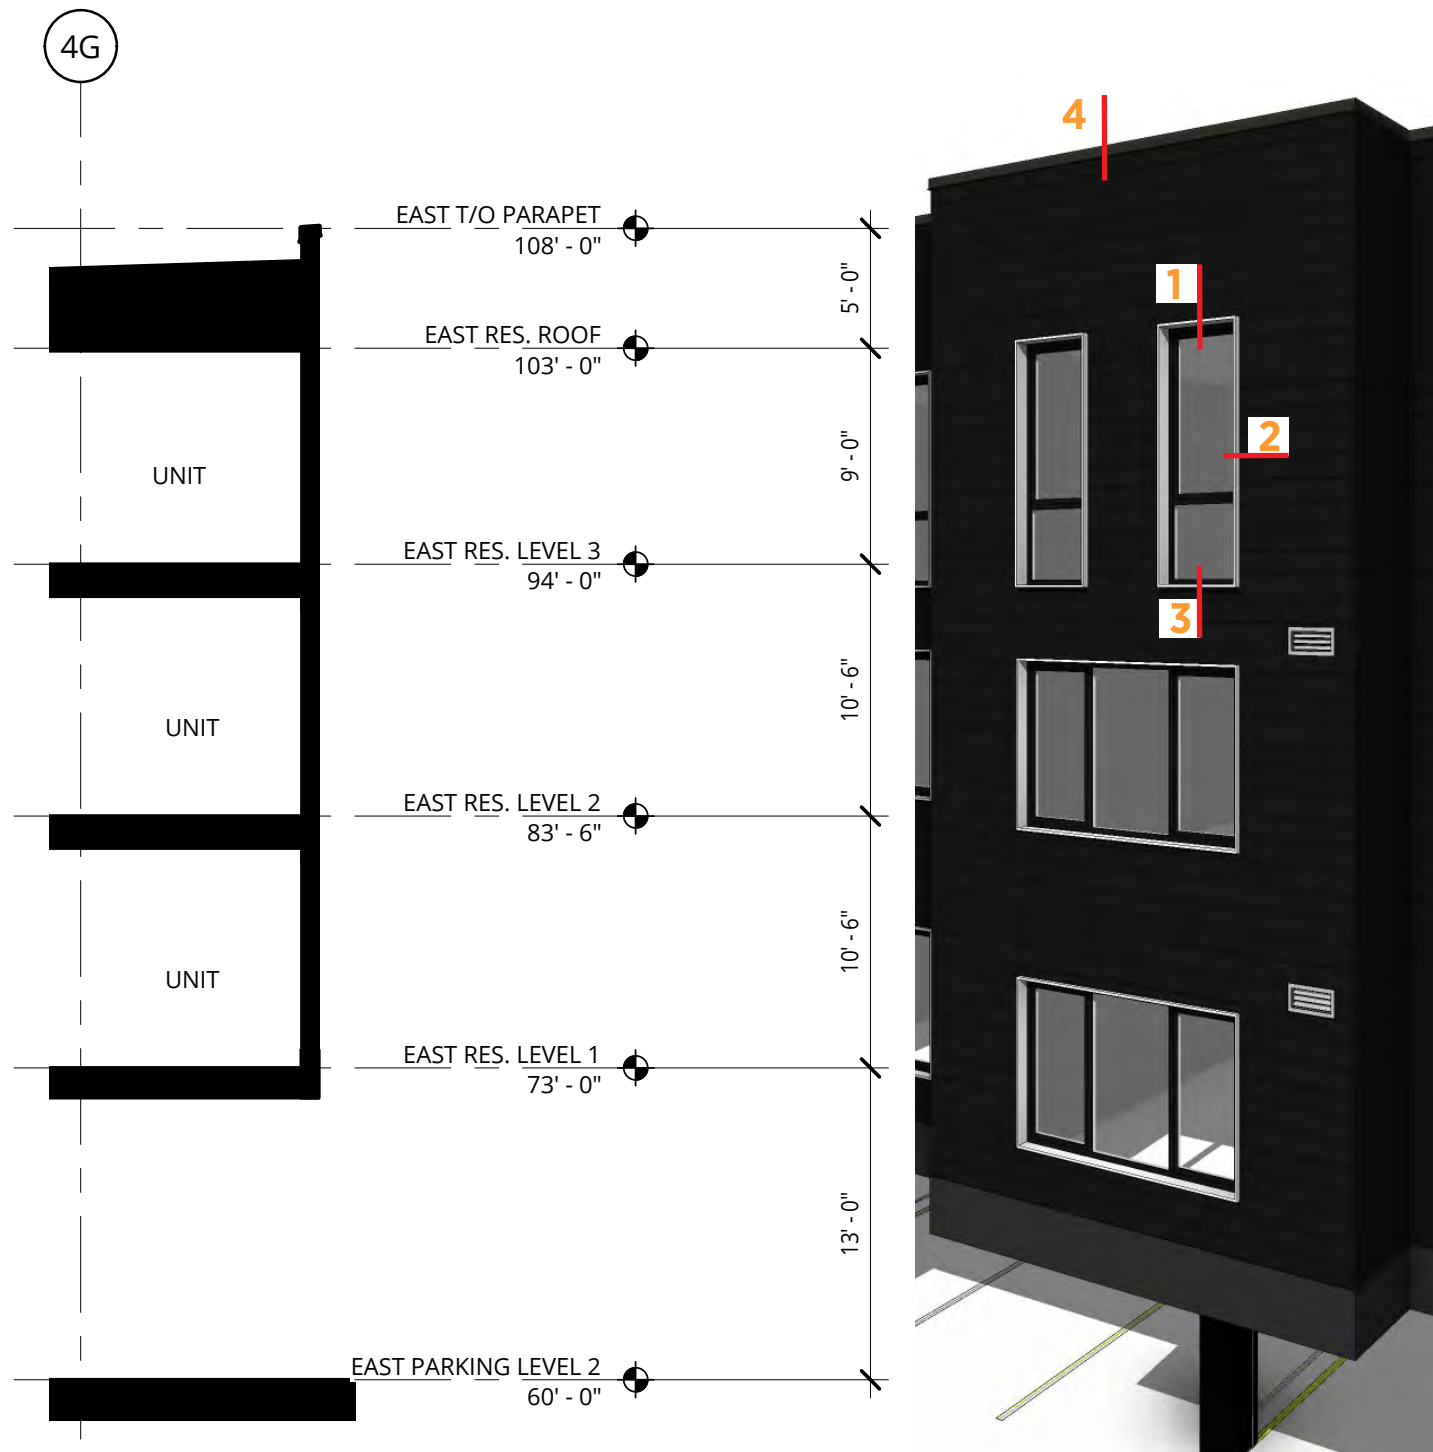 4G
EAST T/O PARAPET
108' - 0"
5' - 0"
EAST RES. ROOF
103' - 0"
9' - 0"
UNIT
EAST RES. LEVEL 3
94' - 0"
10' - 6"
UNIT
EAST RES. LEVEL 2
83' - 6"
10' - 6"
UNIT
EAST RES. LEVEL 1
73' - 0"
13' - 0"
EAST PARKING LEVEL 2
60' - 0"
4
1
2
3